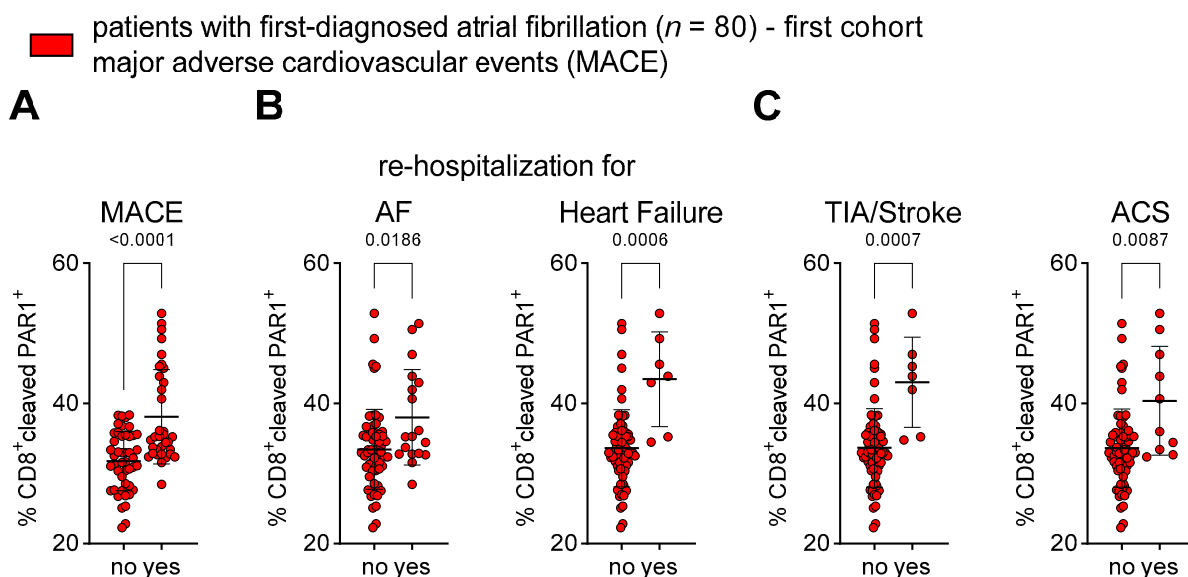 patients with first-diagnosed atrial fibrillation (n = 80) - first cohort
major adverse cardiovascular events (MACE)
A
B
C
re-hospitalization for
MACE
AF
Heart Failure
TIA/Stroke
ACS
<0.0001
0.0186
0.0006
0.0007
0.0087
% CD8⁺cleaved PAR1⁺
60
40
20
no yes
% CD8⁺cleaved PAR1⁺
60
40
20
no yes
% CD8⁺cleaved PAR1⁺
60
40
20
no yes
% CD8⁺cleaved PAR1⁺
60
40
20
no yes
% CD8⁺cleaved PAR1⁺
60
40
20
no yes